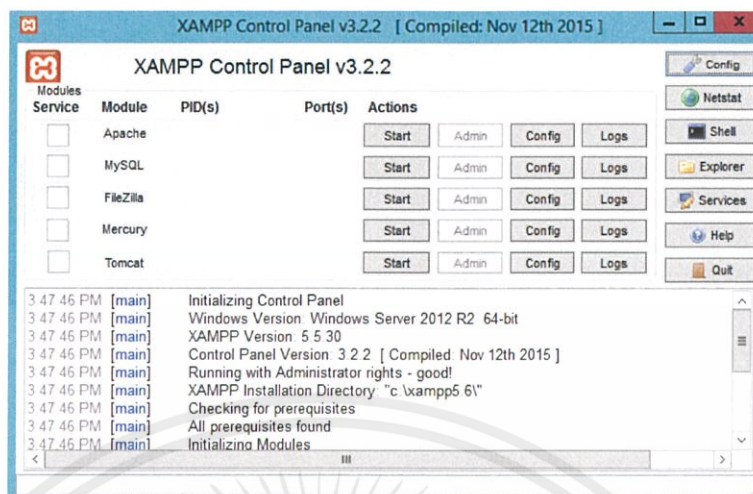 XAMPP Control Panel v3.2.2 [ Compiled: Nov 12th 2015 ]
XAMPP Control Panel v3.2.2
Config
Modules
Service Module PID(s) Port(s) Actions
Netstat
Apache Start Admin Config Logs
Shell
MySQL Start Admin Config Logs
Explorer
FileZilla Start Admin Config Logs
Services
Mercury Start Admin Config Logs
Help
Tomcat Start Admin Config Logs
Quit
3:47:46 PM [main] Initializing Control Panel
3:47:46 PM [main] Windows Version: Windows Server 2012 R2 64-bit
3:47:46 PM [main] XAMPP Version: 5.5.30
3:47:46 PM [main] Control Panel Version: 3.2.2 [ Compiled: Nov 12th 2015 ]
3:47:46 PM [main] Running with Administrator rights - good!
3:47:46 PM [main] XAMPP Installation Directory: "c:\xampp5.6\"
3:47:46 PM [main] Checking for prerequisites
3:47:46 PM [main] All prerequisites found
3:47:46 PM [main] Initializing Modules